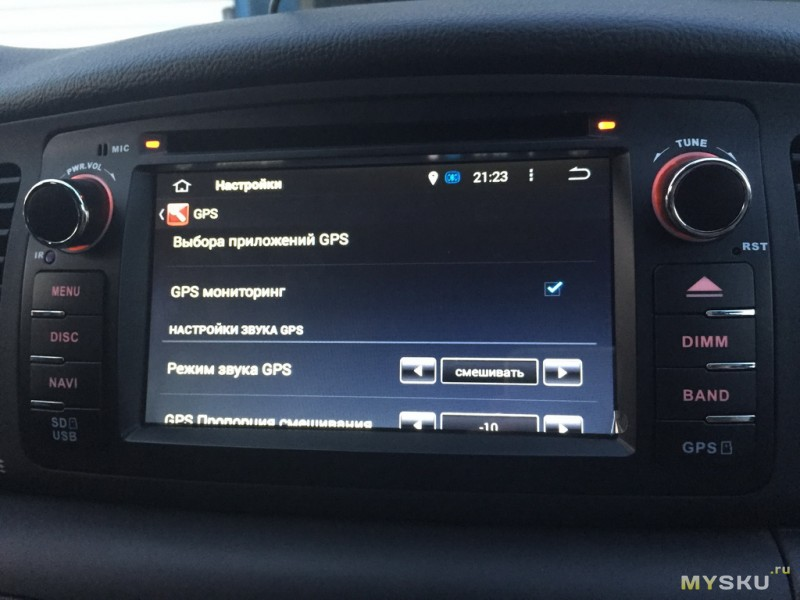 MIC
PWR.VOL
TUNE
Настройки
21:23
GPS
Выбора приложений GPS
IR
RST
MENU
GPS мониторинг
DISC
НАСТРОЙКИ ЗВУКА GPS
DIMM
NAVI
Режим звука GPS
смешивать
BAND
SD
USB
GPS Пропорция смешивания
-10
GPS
MYSKU.ru